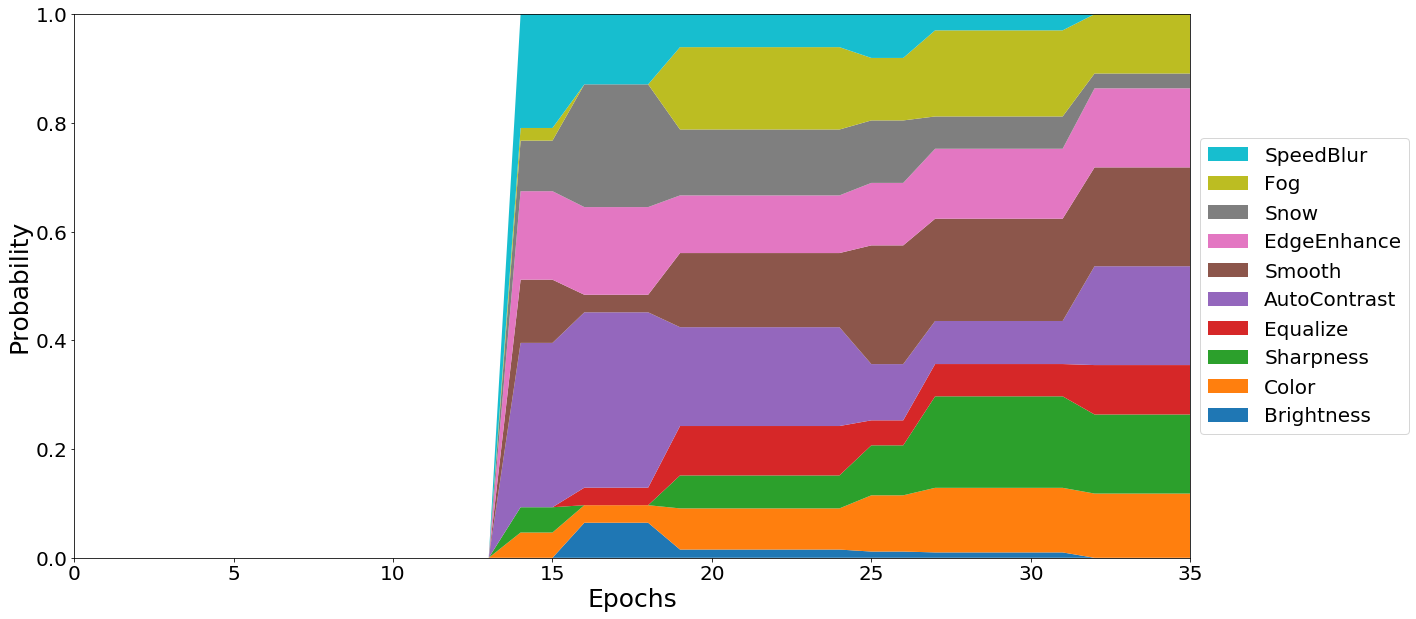 1.0
0.8
0.6
0.4
0.2
0.0
Probability
0 5 10 15 20 25 30 35
Epochs
SpeedBlur
Fog
Snow
EdgeEnhance
Smooth
AutoContrast
Equalize
Sharpness
Color
Brightness